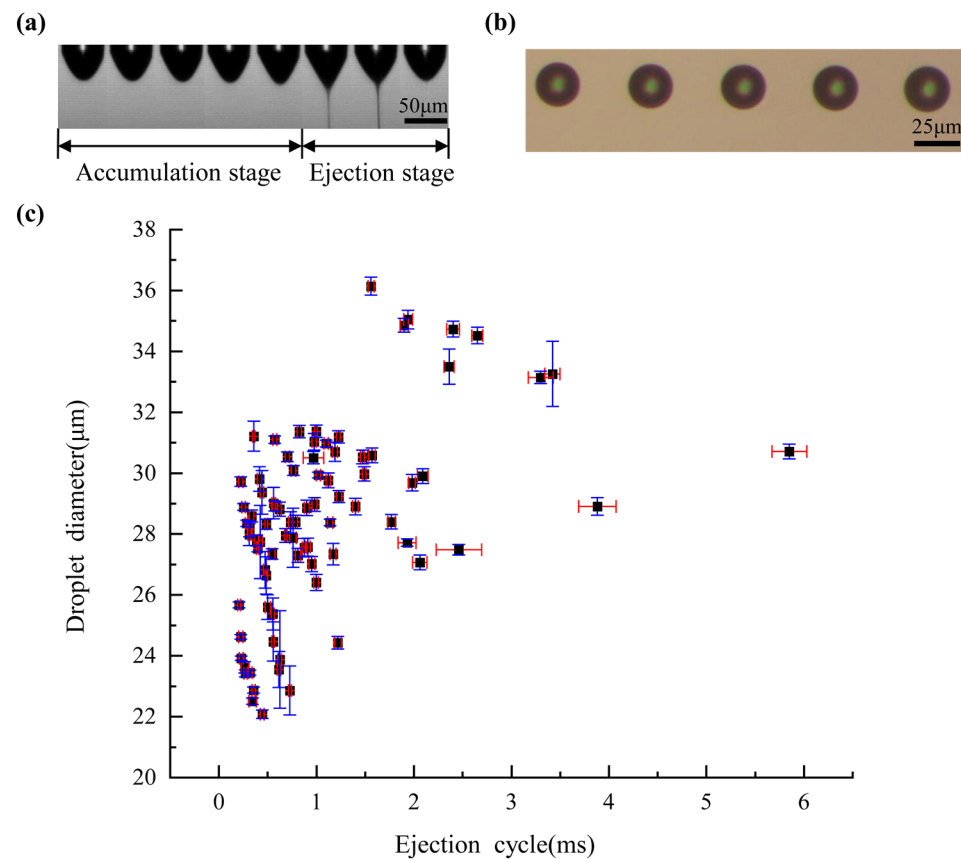 (a)
(b)
50μm
25μm
Accumulation stage
Ejection stage
(c)
38
36
34
32
30
28
26
24
22
20
Droplet diameter(μm)
0 1 2 3 4 5 6
Ejection cycle(ms)